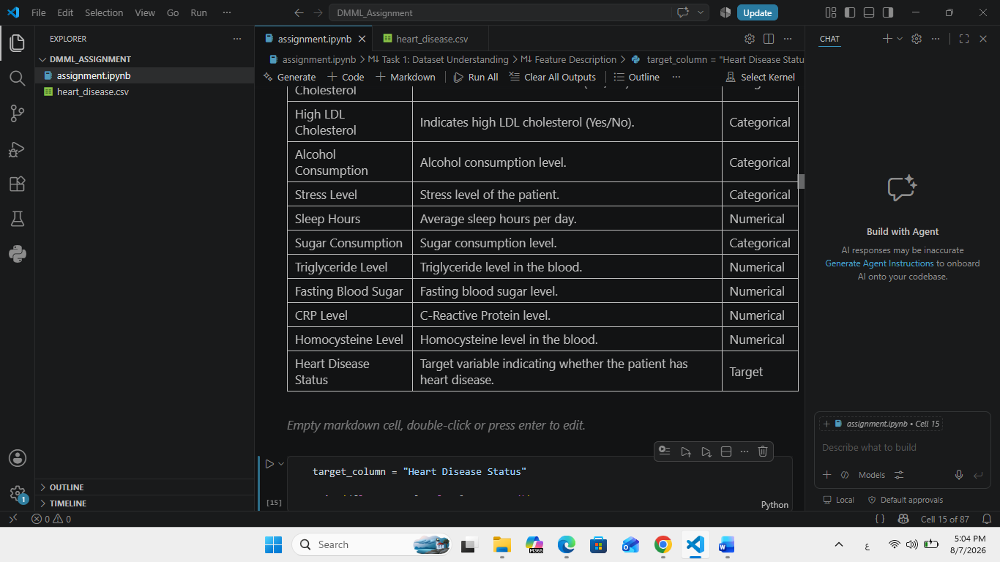 File Edit Selection View Go Run ···
DMML_Assignment
Update
EXPLORER
DMML_ASSIGNMENT
assignment.ipynb
heart_disease.csv
OUTLINE
TIMELINE
1
assignment.ipynb
heart_disease.csv
assignment.ipynb > M↓ Task 1: Dataset Understanding > M↓ Feature Description > target_column = "Heart Disease Statu
Generate + Code + Markdown Run All Clear All Outputs Outline ··· Select Kernel
Cholesterol
High LDL Cholesterol Indicates high LDL cholesterol (Yes/No). Categorical
Alcohol Consumption Alcohol consumption level. Categorical
Stress Level Stress level of the patient. Categorical
Sleep Hours Average sleep hours per day. Numerical
Sugar Consumption Sugar consumption level. Categorical
Triglyceride Level Triglyceride level in the blood. Numerical
Fasting Blood Sugar Fasting blood sugar level. Numerical
CRP Level C-Reactive Protein level. Numerical
Homocysteine Level Homocysteine level in the blood. Numerical
Heart Disease Status Target variable indicating whether the patient has heart disease. Target
Empty markdown cell, double-click or press enter to edit.
target_column = "Heart Disease Status"
[15]
Python
CHAT
Build with Agent
AI responses may be inaccurate
Generate Agent Instructions to onboard
AI onto your codebase.
+ assignment.ipynb • Cell 15
Describe what to build
Models
Local Default approvals
0 0
{ } Cell 15 of 87
Search
M365
ع
5:04 PM
8/7/2026